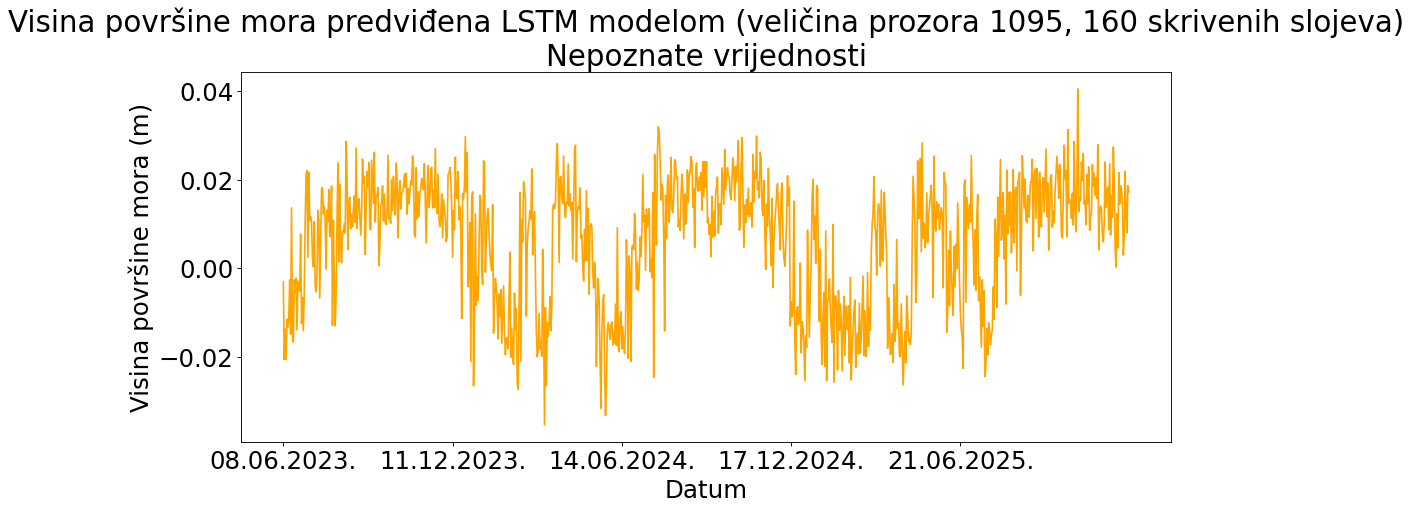 Visina površine mora predviđena LSTM modelom (veličina prozora 1095, 160 skrivenih slojeva)
Nepoznate vrijednosti
Visina površine mora (m)
0.04
0.02
0.00
−0.02
08.06.2023. 11.12.2023. 14.06.2024. 17.12.2024. 21.06.2025.
Datum